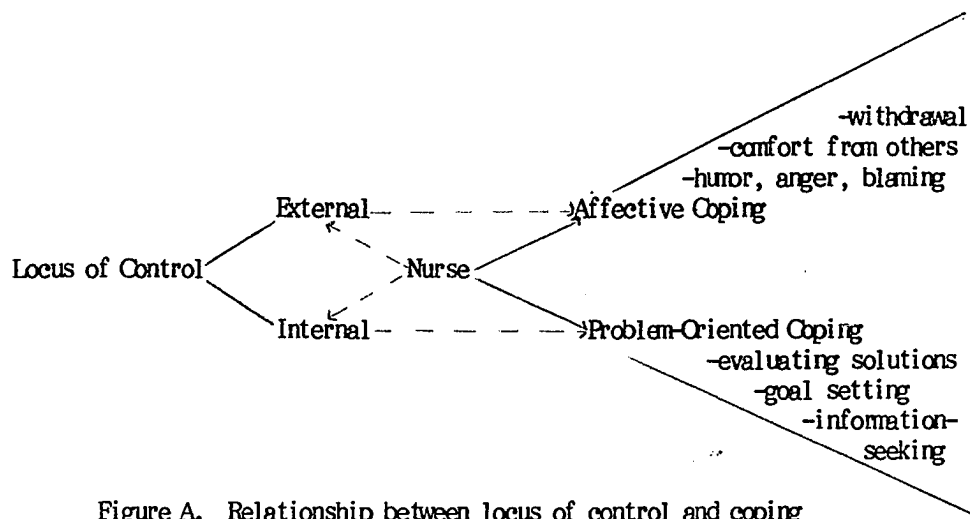 -withdrawal
-comfort from others
-humor, anger, blaming
External
Affective Coping
Locus of Control
Nurse
Internal
Problem-Oriented Coping
-evaluating solutions
-goal setting
-information-
seeking
Figure A. Relationship between locus of control and coping